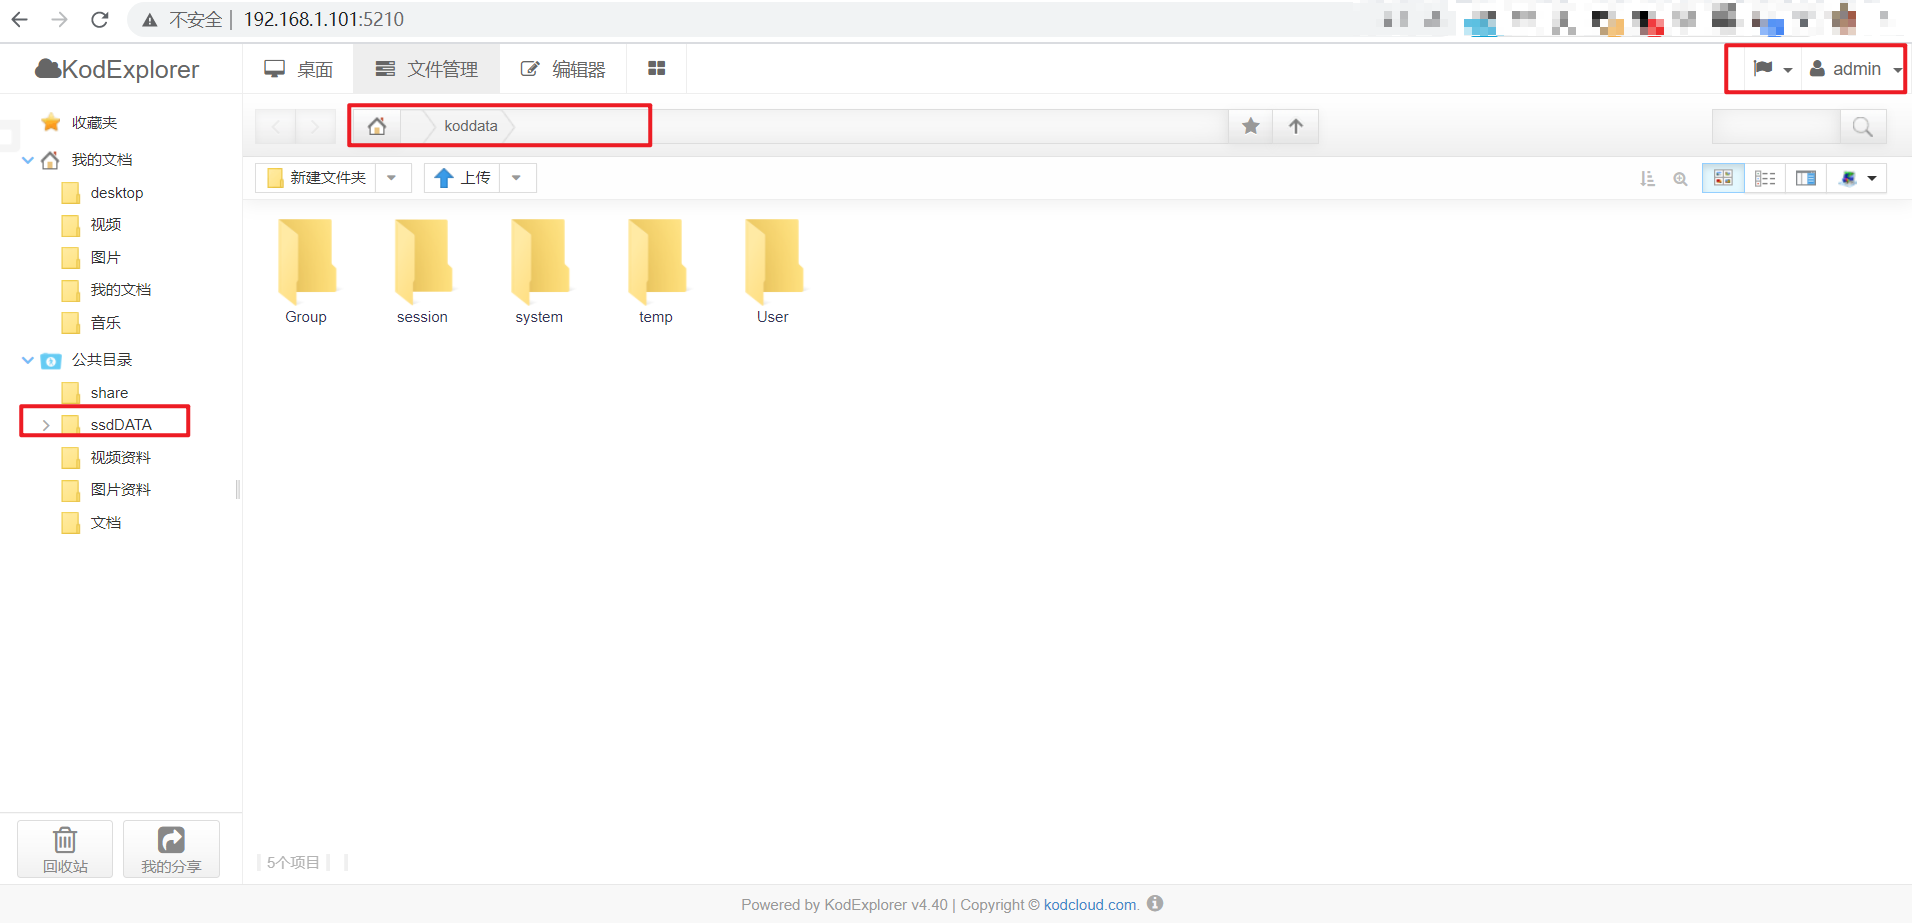 不安全 | 192.168.1.101:5210
KodExplorer
桌面
文件管理
编辑器
admin
koddata
收藏夹
我的文档
desktop
视频
图片
我的文档
音乐
公共目录
share
ssdDATA
视频资料
图片资料
文档
回收站
我的分享
新建文件夹
上传
Group
session
system
temp
User
5个项目
Powered by KodExplorer v4.40 | Copyright © kodcloud.com.